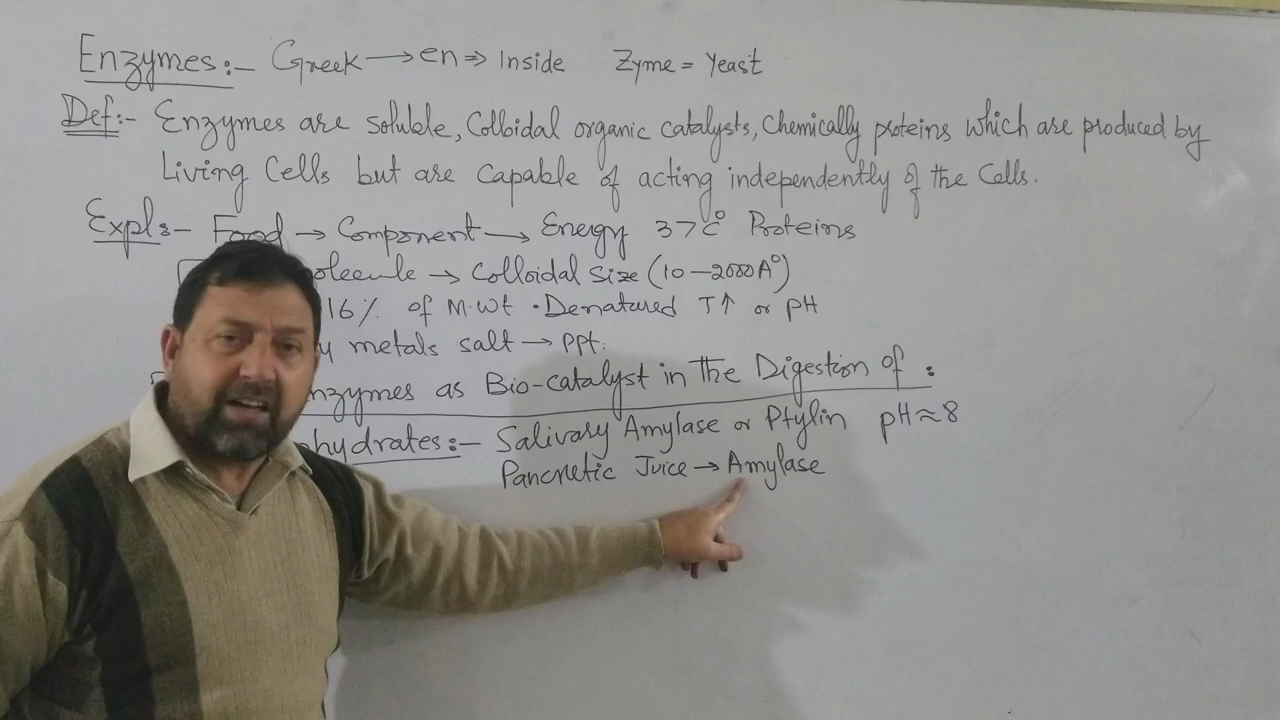 Enzymes:- Greek → en ⇒ Inside Zyme = Yeast
Def:- Enzymes are soluble, Colloidal organic catalysts, Chemically proteins which are produced by
Living Cells but are capable of acting independently of the Cells.
Expl:- Food → Component → Energy 37c° Proteins
olecule → Colloidal Size (10-2000A°)
16% of M.wt . Denatured T↑ or pH
y metals salt → ppt.
nzymes as Bio-catalyst in the Digestion of :
ohydrates:- Salivary Amylase or Ptylin pH≈8
Pancretic Juice → Amylase